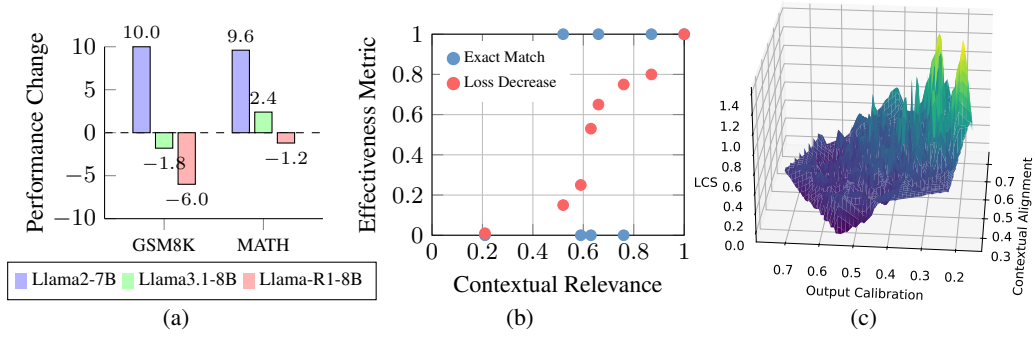 Performance Change
10
5
0
−5
−10
10.0
−1.8
−6.0
9.6
2.4
−1.2
GSM8K
MATH
Llama2-7B
Llama3.1-8B
Llama-R1-8B
(a)
Effectiveness Metric
1
0.8
0.6
0.4
0.2
0
Exact Match
Loss Decrease
0 0.2 0.4 0.6 0.8 1
Contextual Relevance
(b)
LCS
1.4
1.2
1.0
0.8
0.6
0.4
0.2
0.0
0.7 0.6 0.5 0.4 0.3 0.2
Output Calibration
0.7
0.6
0.5
0.4
0.3
Contextual Alignment
(c)